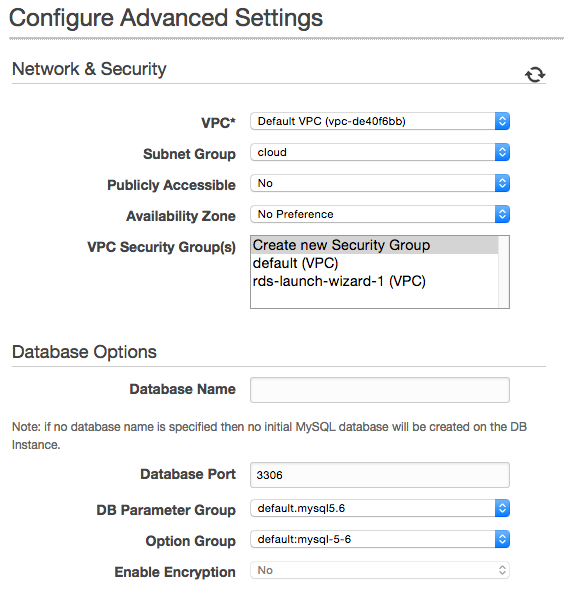 Configure Advanced Settings
Network & Security
VPC* Default VPC (vpc-de40f6bb)
Subnet Group cloud
Publicly Accessible No
Availability Zone No Preference
VPC Security Group(s) Create new Security Group
default (VPC)
rds-launch-wizard-1 (VPC)
Database Options
Database Name
Note: if no database name is specified then no initial MySQL database will be created on the DB
Instance.
Database Port 3306
DB Parameter Group default.mysql5.6
Option Group default:mysql-5-6
Enable Encryption No